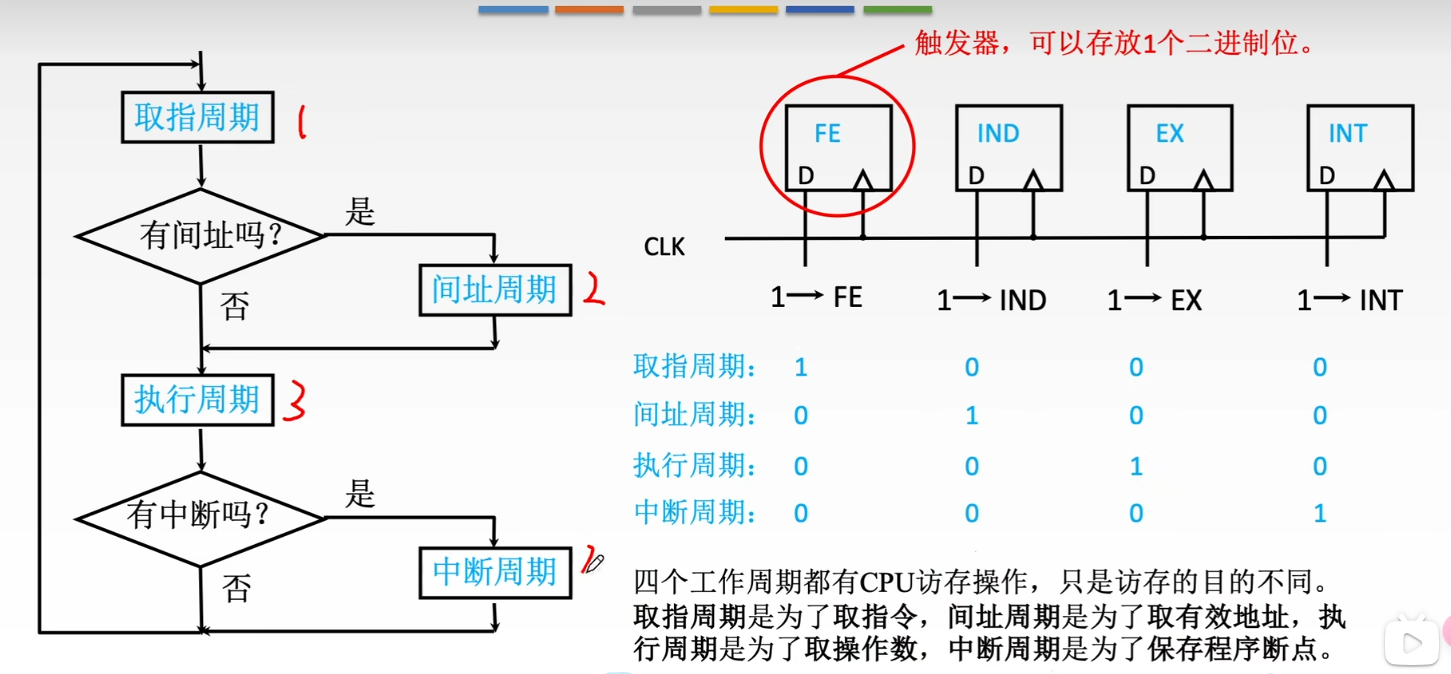 触发器，可以存放1个二进制位。
取指周期 1
有间址吗？
是
否
间址周期 2
执行周期 3
有中断吗？
是
否
中断周期
FE IND EX INT
D D D D
CLK
1→FE 1→IND 1→EX 1→INT
取指周期： 1 0 0 0
间址周期： 0 1 0 0
执行周期： 0 0 1 0
中断周期： 0 0 0 1
四个工作周期都有CPU访存操作，只是访存的目的不同。
取指周期是为了取指令，间址周期是为了取有效地址，执
行周期是为了取操作数，中断周期是为了保存程序断点。